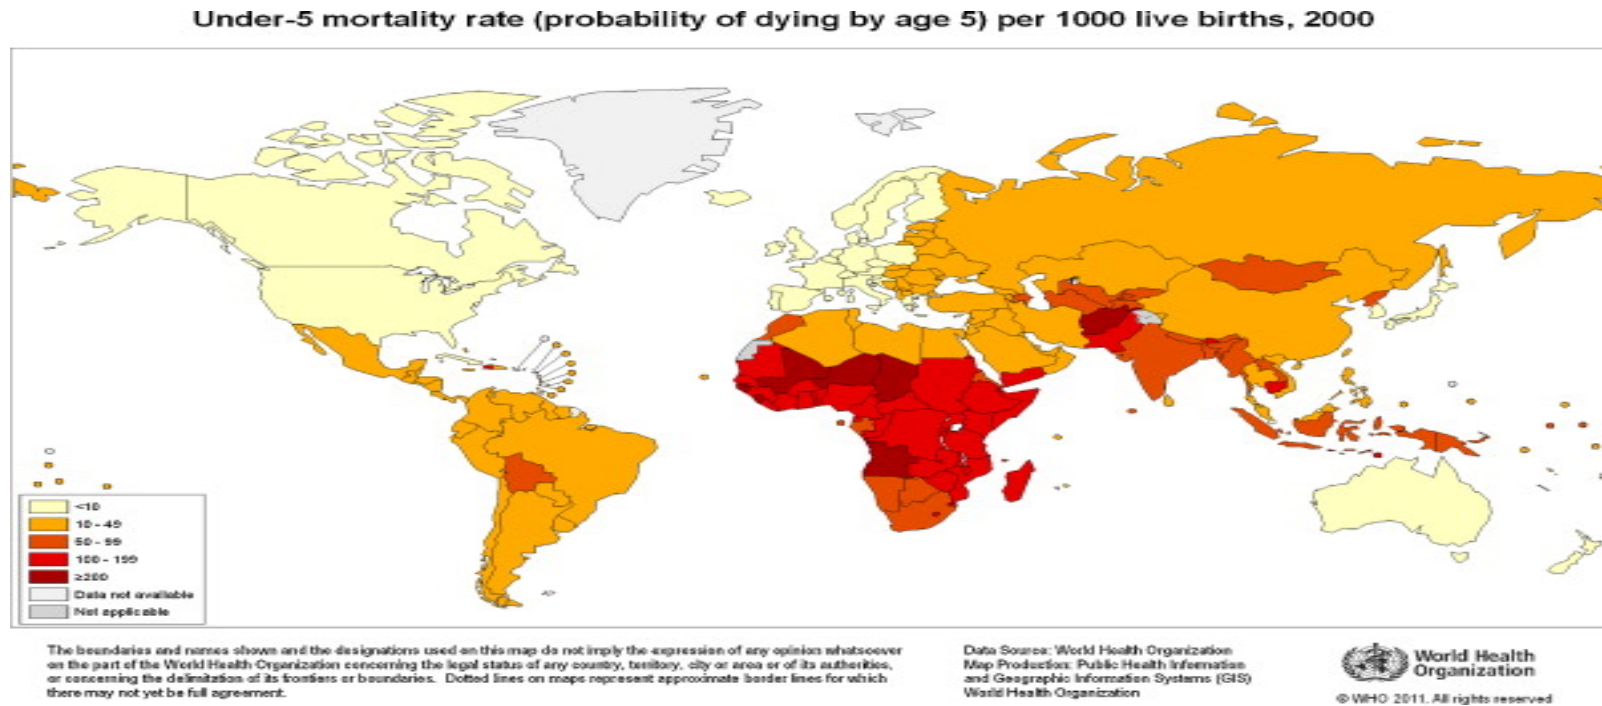 Under-5 mortality rate (probability of dying by age 5) per 1000 live births, 2000
<10
10 - 49
50 - 99
100 - 199
≥200
Data not available
Not applicable
The boundaries and names shown and the designations used on this map do not imply the expression of any opinion whatsoever
on the part of the World Health Organization concerning the legal status of any country, territory, city or area or of its authorities,
or concerning the delimitation of its frontiers or boundaries. Dotted lines on maps represent approximate border lines for which
there may not yet be full agreement.
Data Source: World Health Organization
Map Production: Public Health Information
and Geographic Information Systems (GIS)
World Health Organization
World Health
Organization
© WHO 2011. All rights reserved